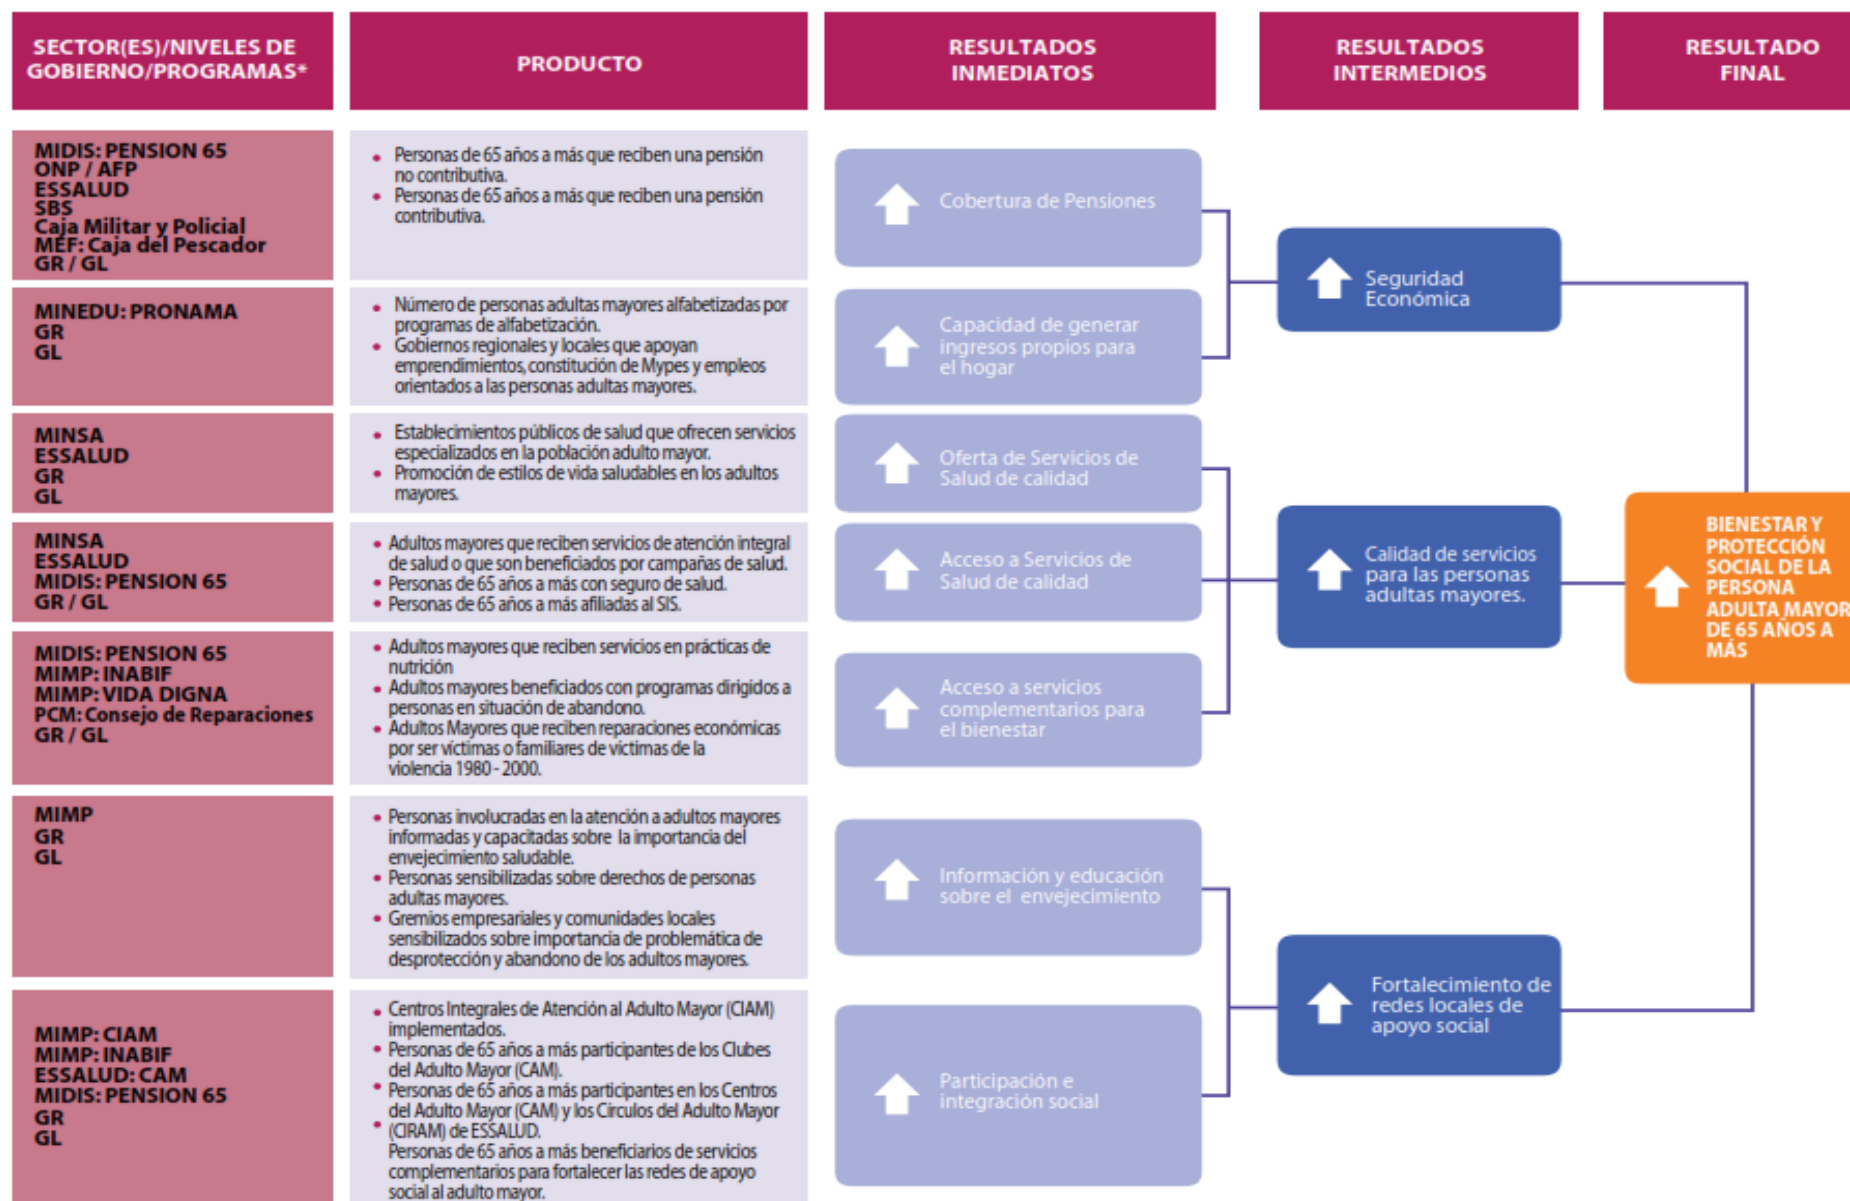 SECTOR(ES)/NIVELES DE
GOBIERNO/PROGRAMAS*
PRODUCTO
RESULTADOS
INMEDIATOS
RESULTADOS
INTERMEDIOS
RESULTADO
FINAL
MIDIS: PENSION 65
ONP / AFP
ESSALUD
SBS
Caja Militar y Policial
MEF: Caja del Pescador
GR / GL
• Personas de 65 años a más que reciben una pensión
no contributiva.
• Personas de 65 años a más que reciben una pensión
contributiva.
Cobertura de Pensiones
MINEDU: PRONAMA
GR
GL
• Número de personas adultas mayores alfabetizadas por
programas de alfabetización.
• Gobiernos regionales y locales que apoyan
emprendimientos, constitución de Mypes y empleos
orientados a las personas adultas mayores.
Capacidad de generar
ingresos propios para
el hogar
Seguridad
Económica
MINSA
ESSALUD
GR
GL
• Establecimientos públicos de salud que ofrecen servicios
especializados en la población adulto mayor.
• Promoción de estilos de vida saludables en los adultos
mayores.
Oferta de Servicios de
Salud de calidad
MINSA
ESSALUD
MIDIS: PENSION 65
GR / GL
• Adultos mayores que reciben servicios de atención integral
de salud o que son beneficiados por campañas de salud.
• Personas de 65 años a más con seguro de salud.
• Personas de 65 años a más afiliadas al SIS.
Acceso a Servicios de
Salud de calidad
Calidad de servicios
para las personas
adultas mayores.
BIENESTAR Y
PROTECCIÓN
SOCIAL DE LA
PERSONA
ADULTA MAYOR
DE 65 AÑOS A
MÁS
MIDIS: PENSION 65
MIMP: INABIF
MIMP: VIDA DIGNA
PCM: Consejo de Reparaciones
GR / GL
• Adultos mayores que reciben servicios en prácticas de
nutrición
• Adultos mayores beneficiados con programas dirigidos a
personas en situación de abandono.
• Adultos Mayores que reciben reparaciones económicas
por ser víctimas o familiares de víctimas de la
violencia 1980 - 2000.
Acceso a servicios
complementarios para
el bienestar
MIMP
GR
GL
• Personas involucradas en la atención a adultos mayores
informadas y capacitadas sobre la importancia del
envejecimiento saludable.
• Personas sensibilizadas sobre derechos de personas
adultas mayores.
• Gremios empresariales y comunidades locales
sensibilizados sobre importancia de problemática de
desprotección y abandono de los adultos mayores.
Información y educación
sobre el envejecimiento
Fortalecimiento de
redes locales de
apoyo social
MIMP: CIAM
MIMP: INABIF
ESSALUD: CAM
MIDIS: PENSION 65
GR
GL
• Centros Integrales de Atención al Adulto Mayor (CIAM)
implementados.
• Personas de 65 años a más participantes de los Clubes
del Adulto Mayor (CAM).
• Personas de 65 años a más participantes en los Centros
del Adulto Mayor (CAM) y los Círculos del Adulto Mayor
• (CIRAM) de ESSALUD.
Personas de 65 años a más beneficiarios de servicios
complementarios para fortalecer las redes de apoyo
social al adulto mayor.
Participación e
integración social